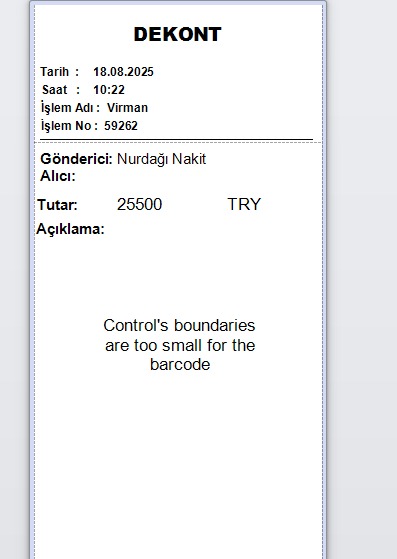 DEKONT
Tarih : 18.08.2025
Saat : 10:22
İşlem Adı : Virman
İşlem No : 59262
Gönderici: Nurdağı Nakit
Alıcı:
Tutar: 25500 TRY
Açıklama:
Control's boundaries
are too small for the
barcode